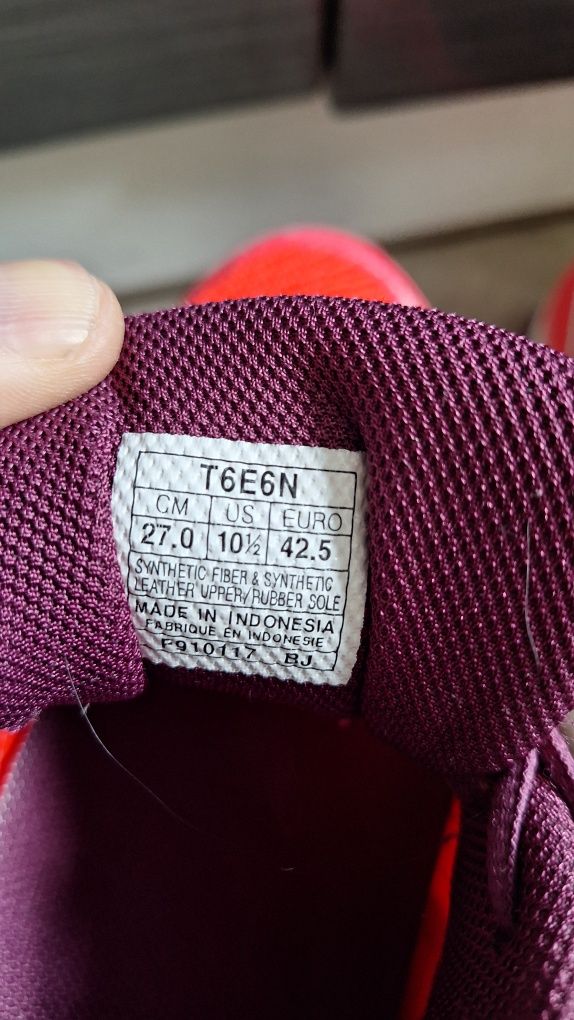 T6E6N
CM US EURO
27.0 10½ 42.5
SYNTHETIC FIBER & SYNTHETIC
LEATHER UPPER/RUBBER SOLE
MADE IN INDONESIA
FABRIQUE EN INDONESIE
F910117 BJ